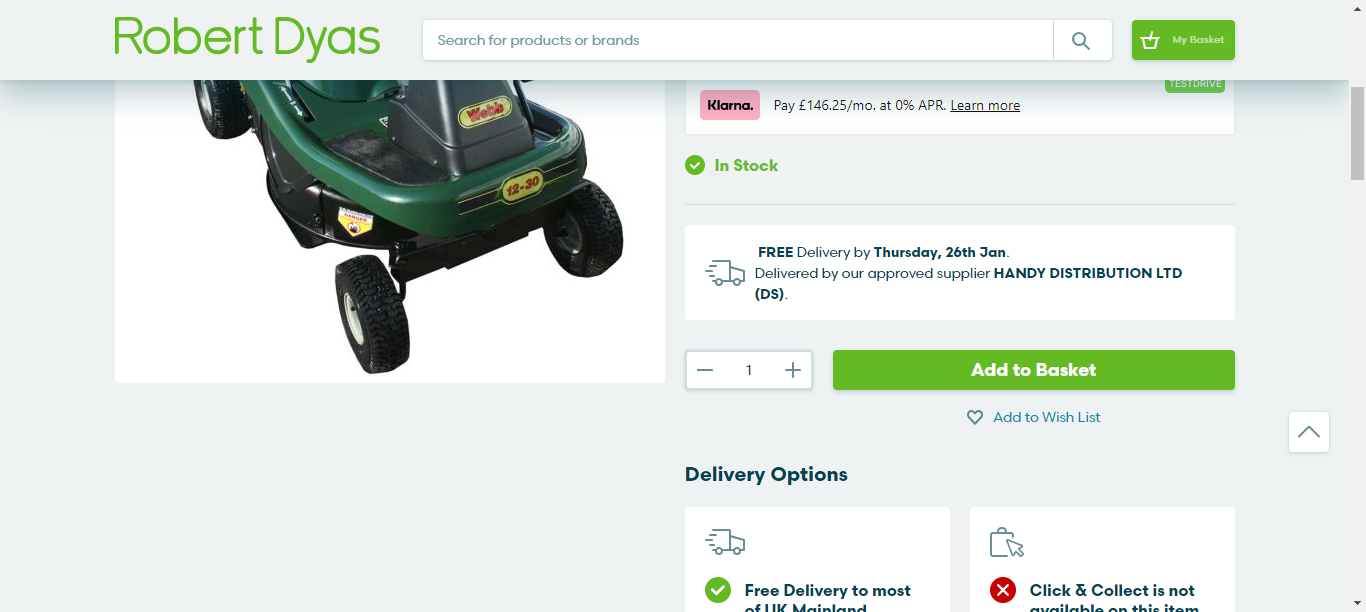 Robert Dyas
Search for products or brands
My Basket
TESTDRIVE
Klarna.
Pay £146.25/mo. at 0% APR. Learn more
In Stock
Webb
12-30
DANGER
FREE Delivery by Thursday, 26th Jan.
Delivered by our approved supplier HANDY DISTRIBUTION LTD
(DS).
1
Add to Basket
Add to Wish List
Delivery Options
Free Delivery to most
of UK Mainland
Click & Collect is not
available on this item